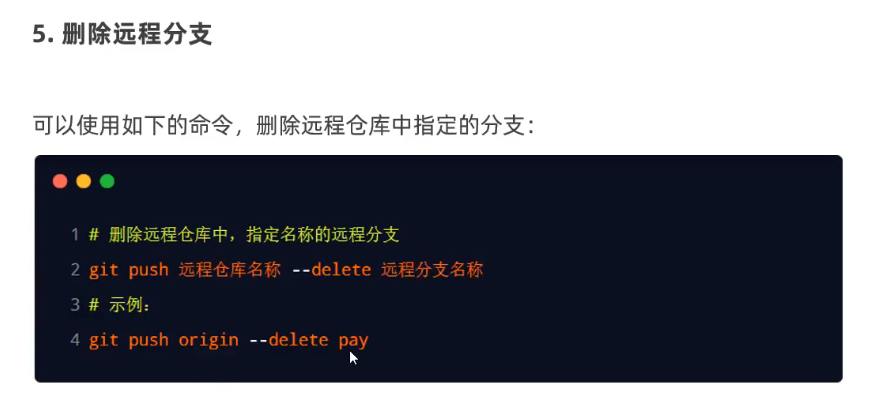 5. 删除远程分支
可以使用如下的命令，删除远程仓库中指定的分支：
1 # 删除远程仓库中，指定名称的远程分支
2 git push 远程仓库名称 --delete 远程分支名称
3 # 示例：
4 git push origin --delete pay